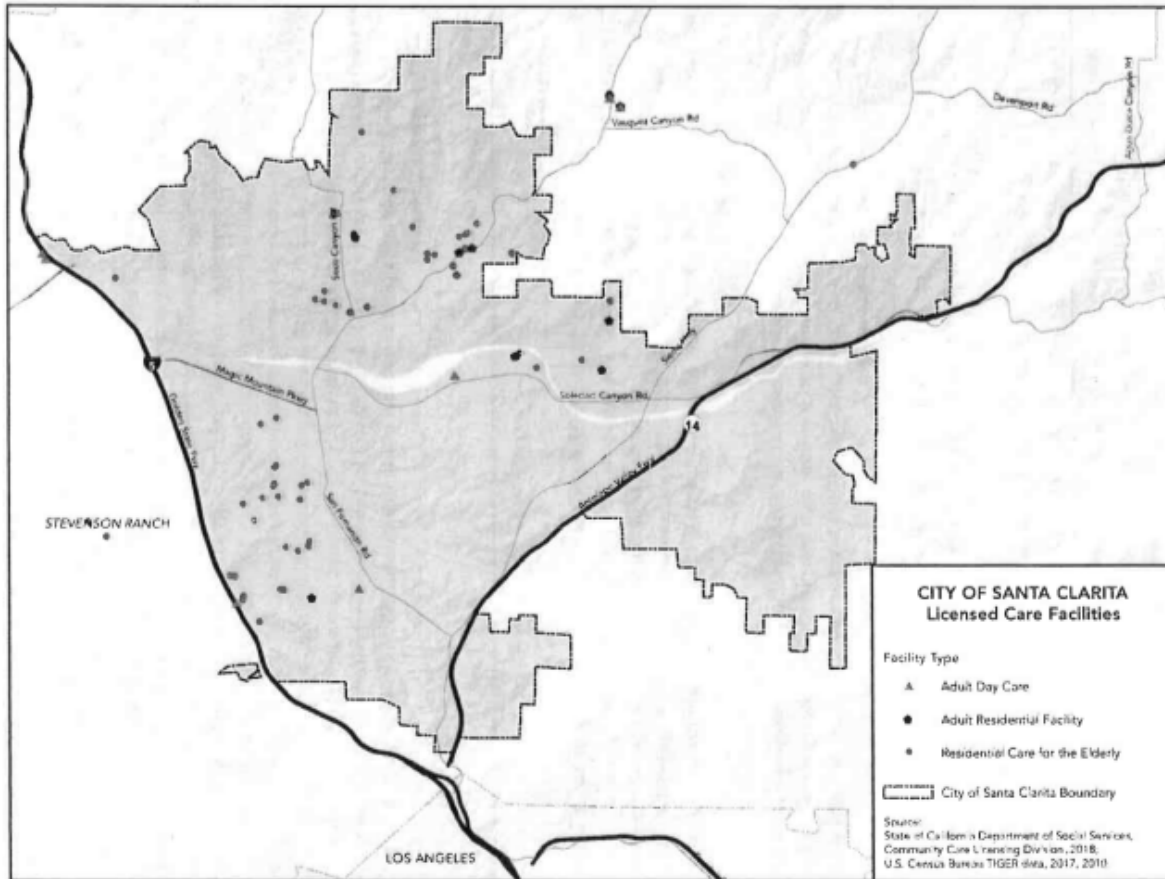 Vasquez Canyon Rd
Davenport Rd
Agua Dulce Canyon Rd
Seco Canyon Rd
Magic Mountain Pkwy
Soledad Canyon Rd
14
Golden State Fwy
Antelope Valley Fwy
San Fernando Rd
STEVENSON RANCH
LOS ANGELES
CITY OF SANTA CLARITA
Licensed Care Facilities
Facility Type
Adult Day Care
Adult Residential Facility
Residential Care for the Elderly
City of Santa Clarita Boundary
Source:
State of California Department of Social Services,
Community Care Licensing Division, 2018;
U.S. Census Bureau TIGER data, 2017, 2010